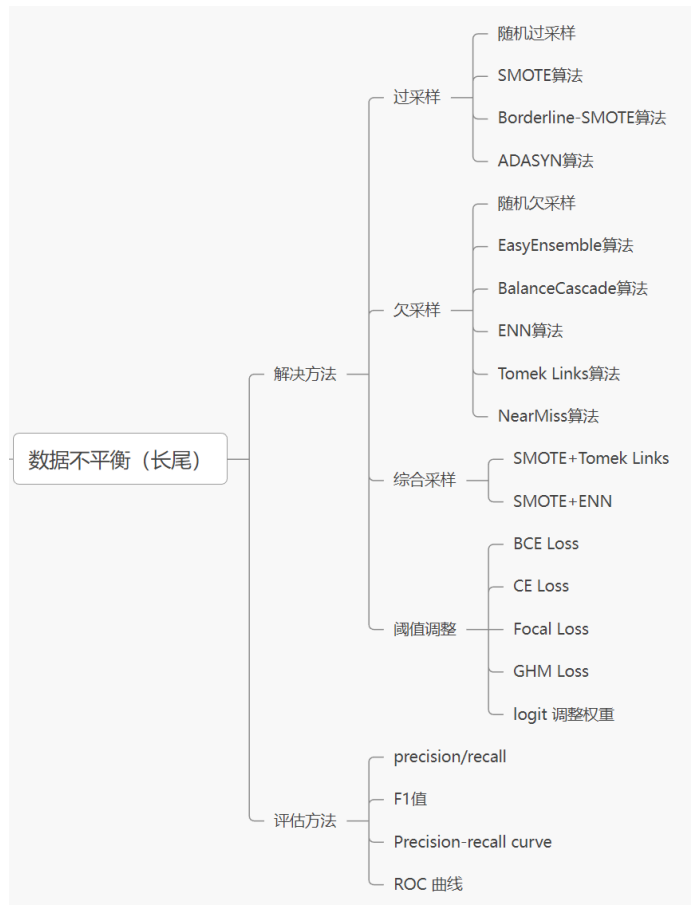 数据不平衡（长尾）
解决方法
过采样
随机过采样
SMOTE算法
Borderline-SMOTE算法
ADASYN算法
欠采样
随机欠采样
EasyEnsemble算法
BalanceCascade算法
ENN算法
Tomek Links算法
NearMiss算法
综合采样
SMOTE+Tomek Links
SMOTE+ENN
阈值调整
BCE Loss
CE Loss
Focal Loss
GHM Loss
logit 调整权重
评估方法
precision/recall
F1值
Precision-recall curve
ROC 曲线